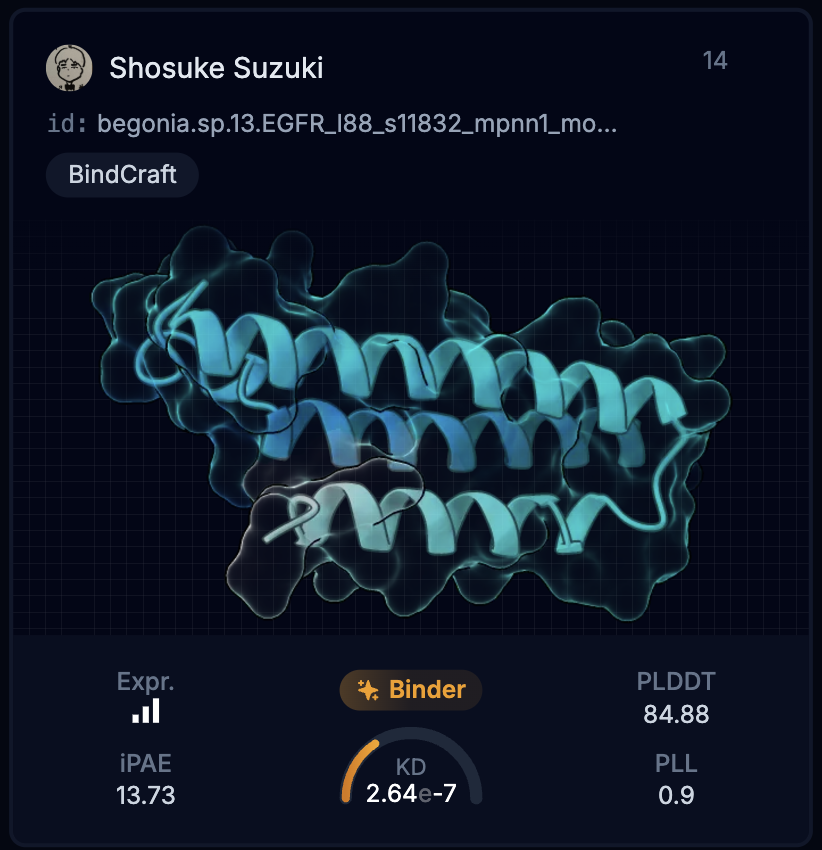 Shosuke Suzuki
14
id: begonia.sp.13.EGFR_l88_s11832_mpnn1_mo...
BindCraft
Expr.
Binder
PLDDT
84.88
iPAE
13.73
KD
2.64e-7
PLL
0.9